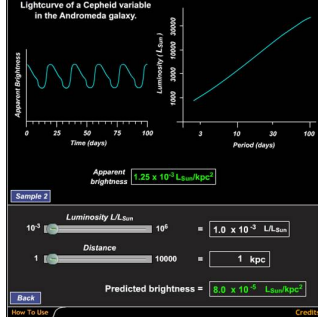 Lightcurve of a Cepheid variable
in the Andromeda galaxy.
Apparent Brightness
0 25 50 75 100
Time (days)
Luminosity (LSun)
30000
10000
3000
1000
3 10 30 100
Period (days)
Apparent
brightness
1.25 x 10-3 LSun/kpc2
Sample 2
Luminosity L/LSun
10-3 106 = 1.0 x 10-3 L/LSun
Distance
1 10000 = 1 kpc
Predicted brightness = 8.0 x 10-5 LSun/kpc2
Back
How To Use Credits